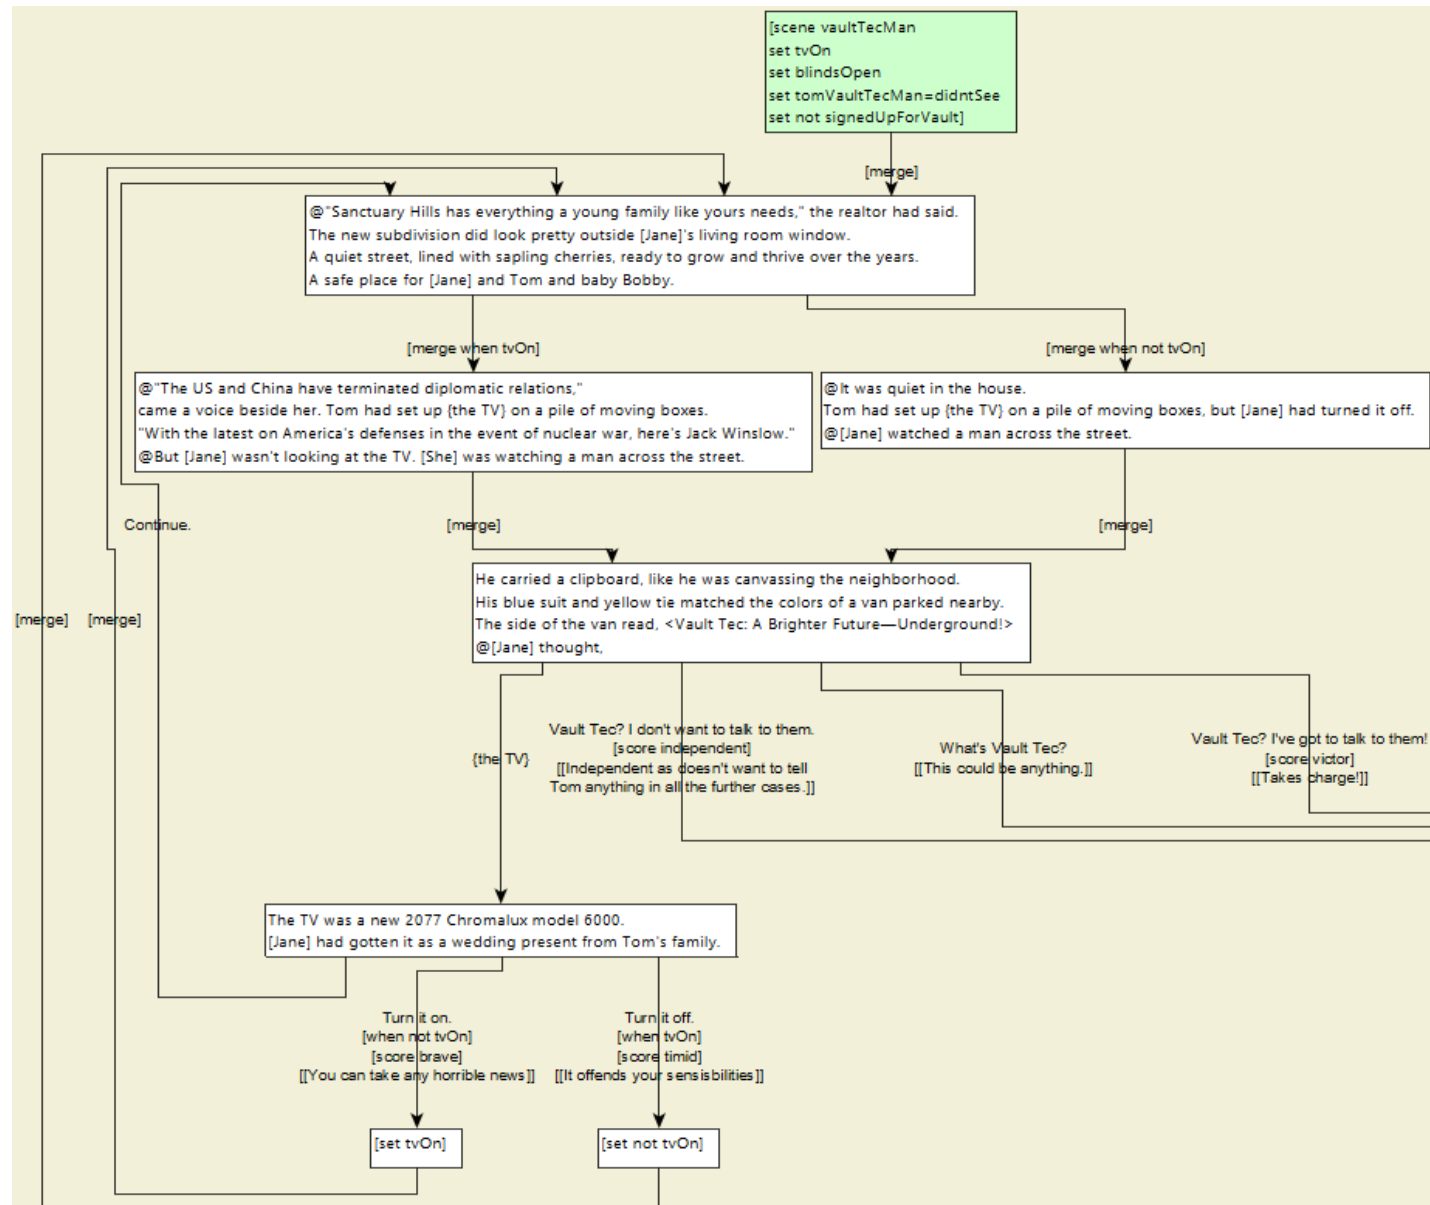 [scene vaultTecMan
set tvOn
set blindsOpen
set tomVaultTecMan=didntSee
set not signedUpForVault]
[merge]
@"Sanctuary Hills has everything a young family like yours needs," the realtor had said.
The new subdivision did look pretty outside [Jane]'s living room window.
A quiet street, lined with sapling cherries, ready to grow and thrive over the years.
A safe place for [Jane] and Tom and baby Bobby.
[merge when tvOn]
[merge when not tvOn]
@"The US and China have terminated diplomatic relations,"
came a voice beside her. Tom had set up {the TV} on a pile of moving boxes.
"With the latest on America's defenses in the event of nuclear war, here's Jack Winslow."
@But [Jane] wasn't looking at the TV. [She] was watching a man across the street.
@It was quiet in the house.
Tom had set up {the TV} on a pile of moving boxes, but [Jane] had turned it off.
@[Jane] watched a man across the street.
Continue.
[merge]
[merge]
He carried a clipboard, like he was canvassing the neighborhood.
His blue suit and yellow tie matched the colors of a van parked nearby.
The side of the van read, <Vault Tec: A Brighter Future—Underground!>
@[Jane] thought,
[merge]
[merge]
{the TV}
Vault Tec? I don't want to talk to them.
[score independent]
[[Independent as doesn't want to tell
Tom anything in all the further cases.]]
What's Vault Tec?
[[This could be anything.]]
Vault Tec? I've got to talk to them!
[score victor]
[[Takes charge!]]
The TV was a new 2077 Chromalux model 6000.
[Jane] had gotten it as a wedding present from Tom's family.
Turn it on.
[when not tvOn]
[score brave]
[[You can take any horrible news]]
Turn it off.
[when tvOn]
[score timid]
[[It offends your sensisbilities]]
[set tvOn]
[set not tvOn]